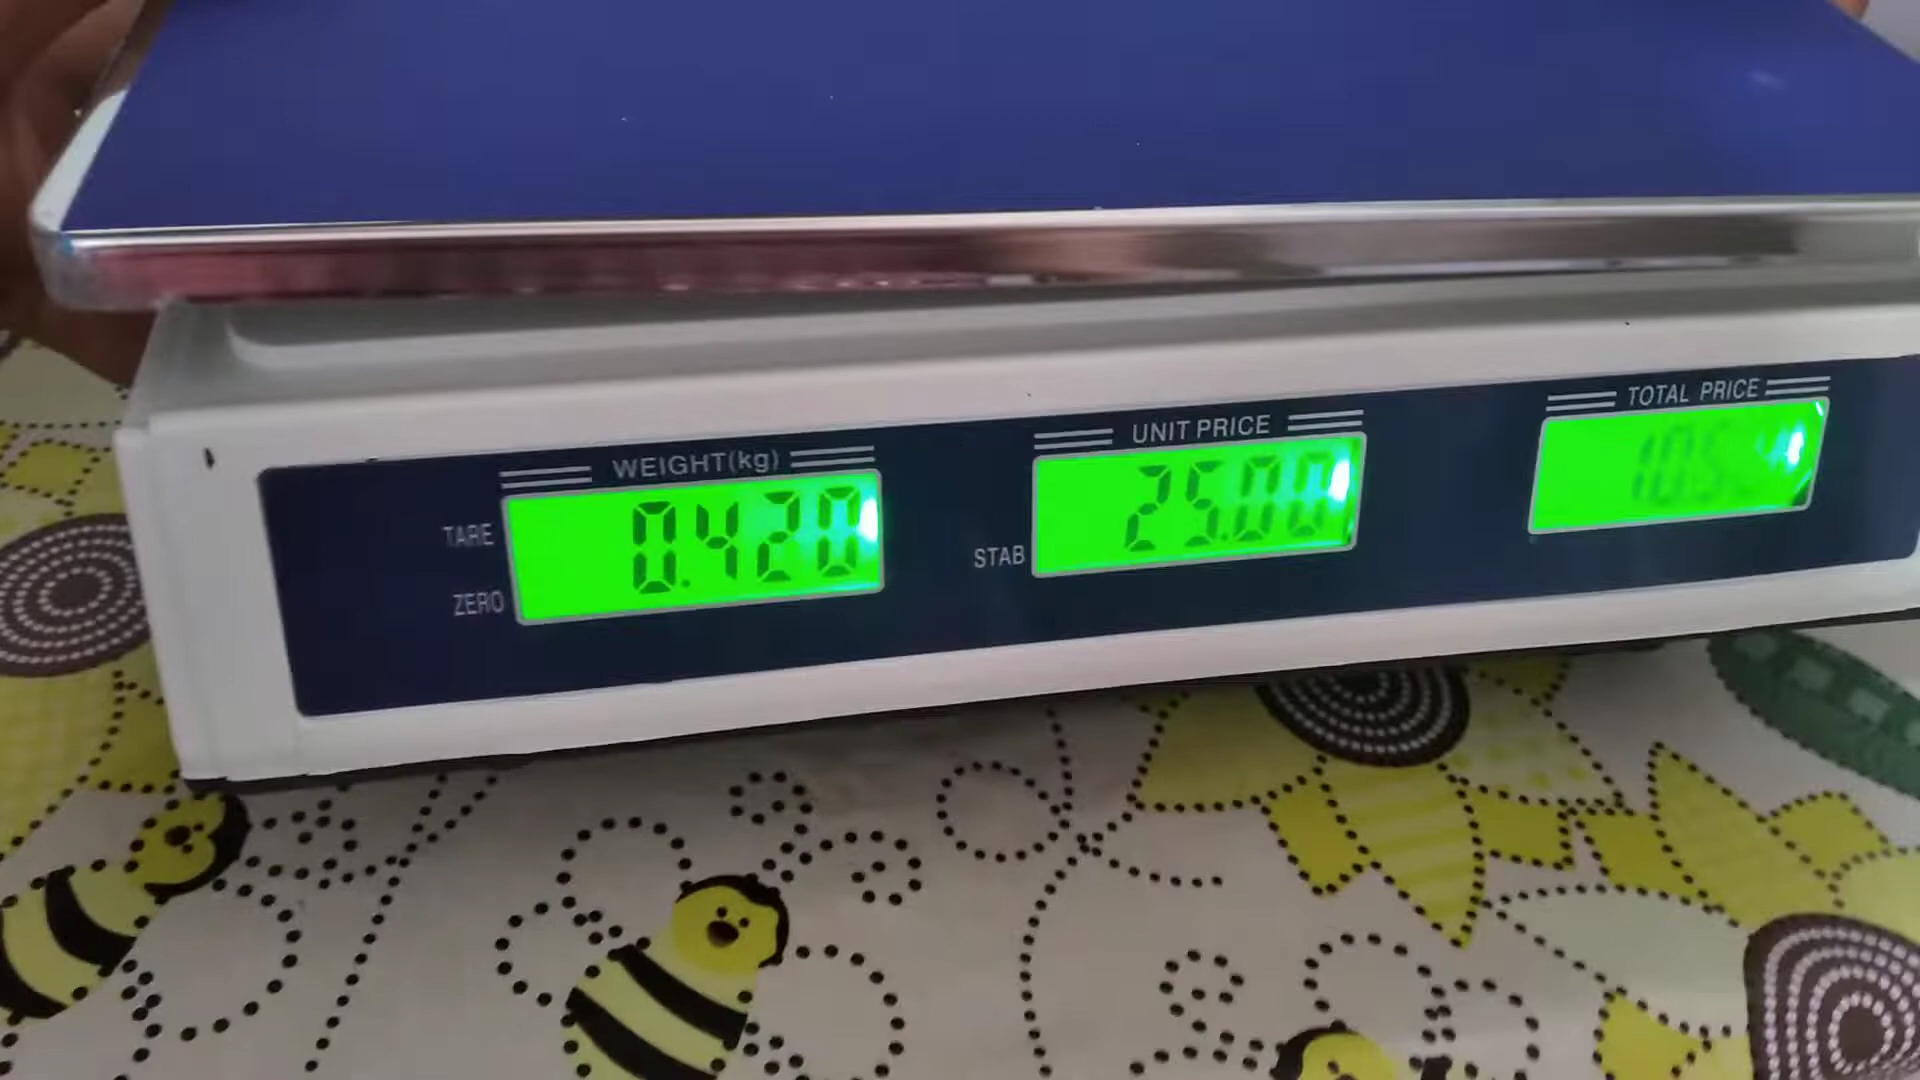 WEIGHT(kg)
UNIT PRICE
TOTAL PRICE
TARE
ZERO
STAB
0.420
25.00